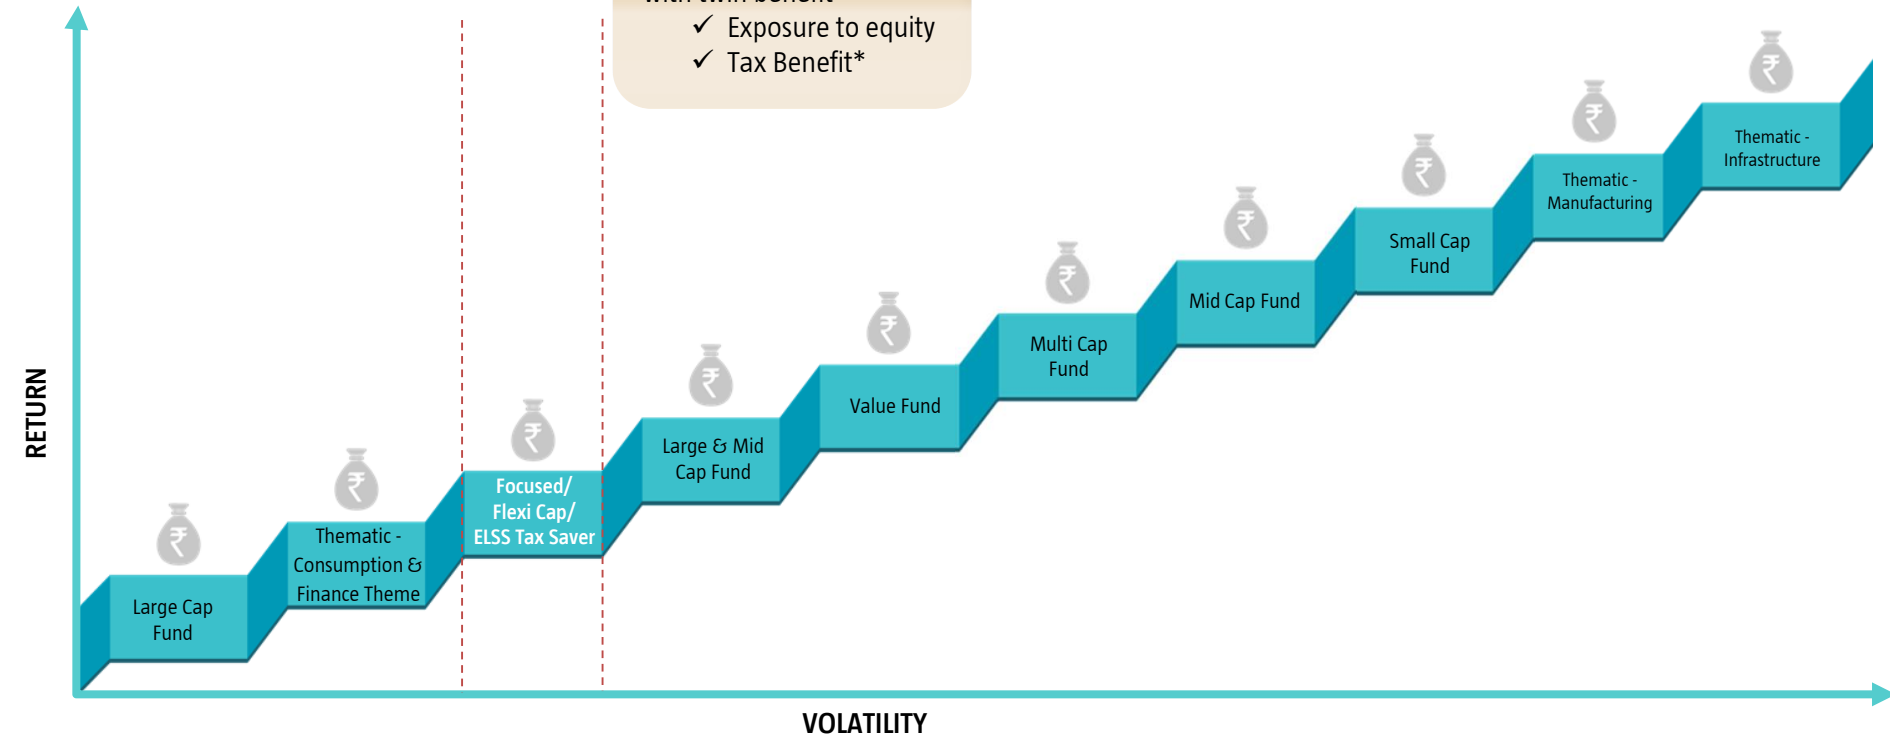 Exposure to equity
Tax Benefit*
Thematic -
Infrastructure
Thematic -
Manufacturing
Small Cap
Fund
Mid Cap Fund
Multi Cap
Fund
Value Fund
Large & Mid
Cap Fund
Focused/
Flexi Cap/
ELSS Tax Saver
Thematic -
Consumption &
Finance Theme
Large Cap
Fund
RETURN
VOLATILITY
₹
₹
₹
₹
₹
₹
₹
₹
₹
₹